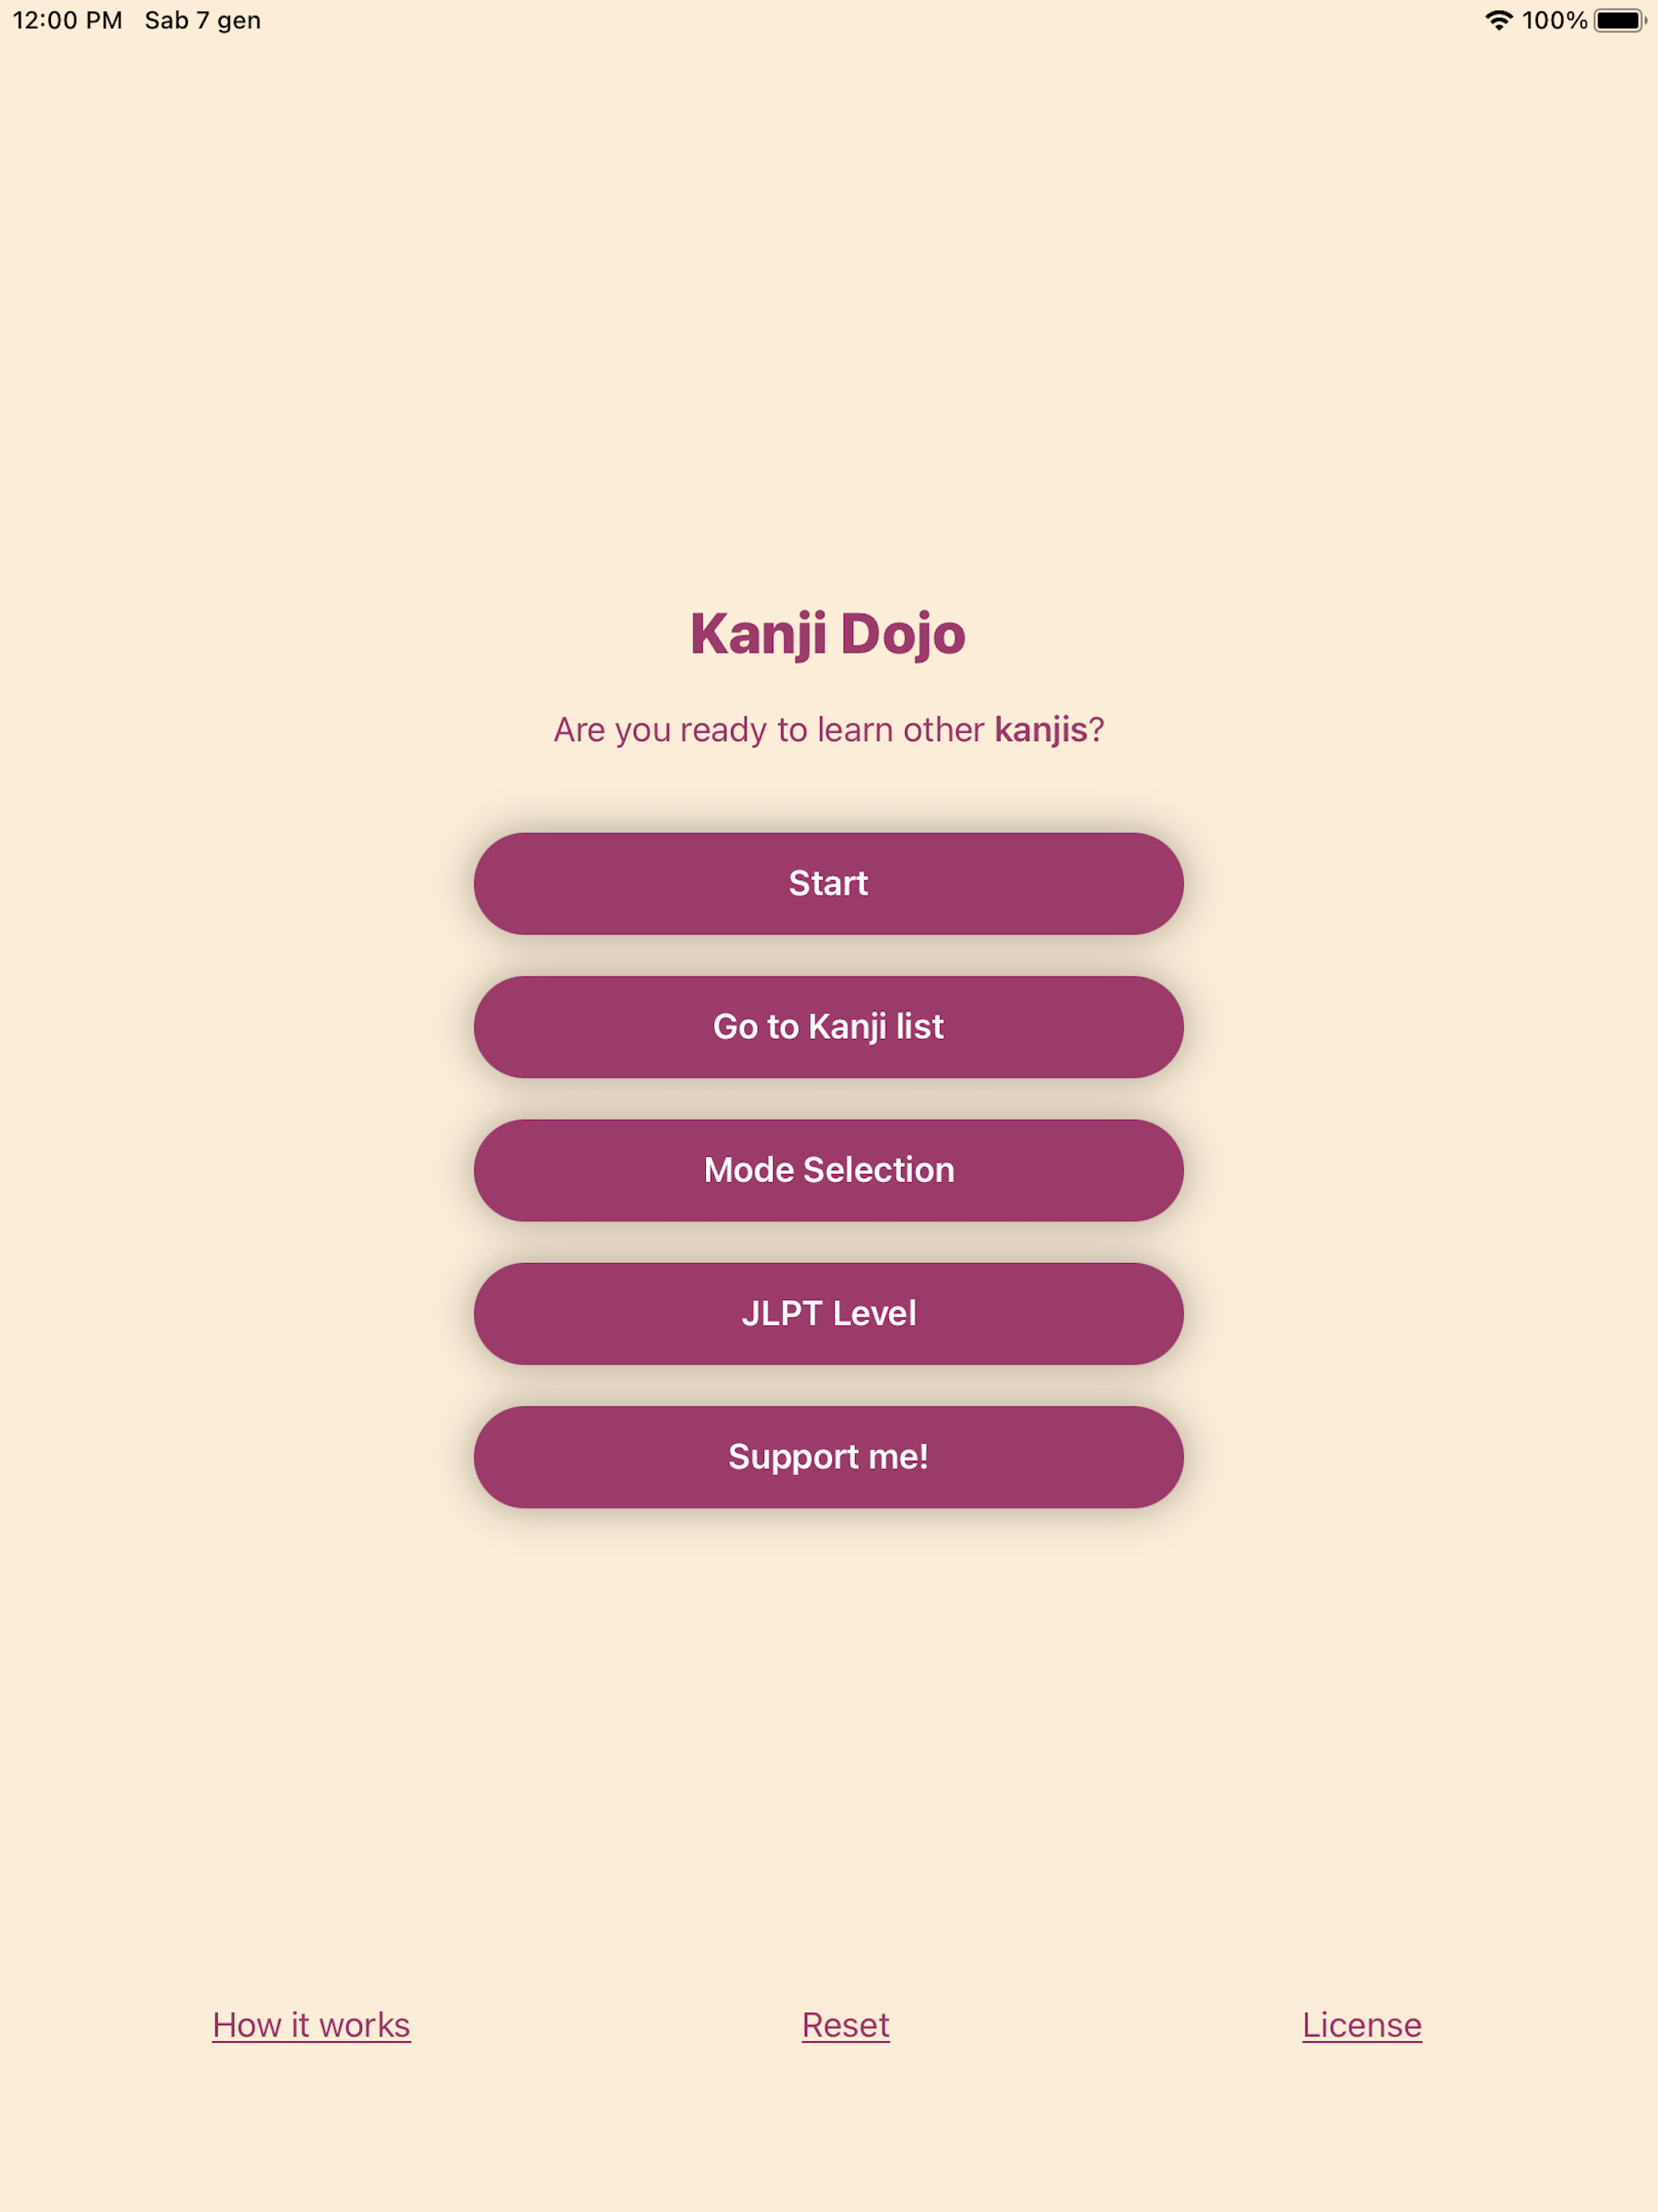 12:00 PM Sab 7 gen 100%
Kanji Dojo
Are you ready to learn other kanjis?
Start
Go to Kanji list
Mode Selection
JLPT Level
Support me!
How it works Reset License